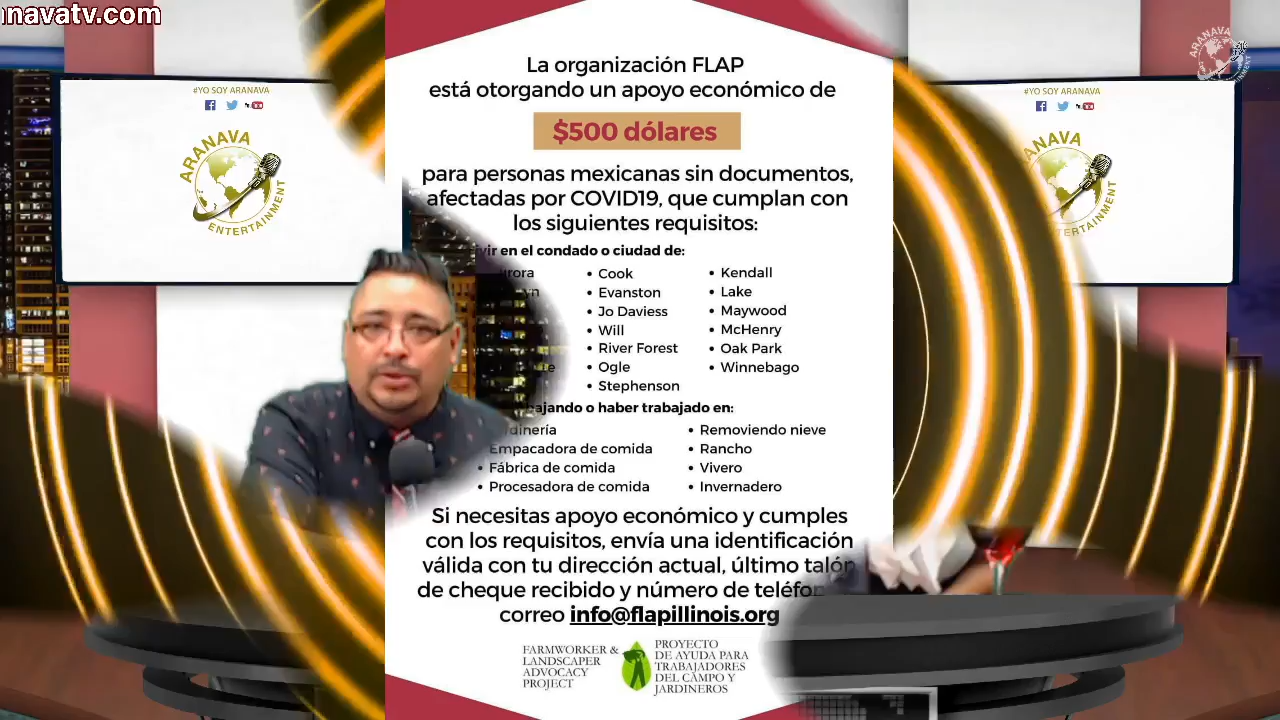 navatv.com
ARANAVA
ENTERTAINMENT
#YO SOY ARANAVA
ARANAVA
ENTERTAINMENT
#YO SOY ARANAVA
ARANAVA
ENTERTAINMENT
La organización FLAP
está otorgando un apoyo económico de
$500 dólares
para personas mexicanas sin documentos,
afectadas por COVID19, que cumplan con
los siguientes requisitos:
en el condado o ciudad de:
• Cook
• Evanston
• Jo Daviess
• Will
• River Forest
• Ogle
• Stephenson
• Kendall
• Lake
• Maywood
• McHenry
• Oak Park
• Winnebago
o haber trabajado en:
Empacadora de comida
• Fábrica de comida
• Procesadora de comida
• Removiendo nieve
• Rancho
• Vivero
• Invernadero
Si necesitas apoyo económico y cumples
con los requisitos, envía una identificación
válida con tu dirección actual, último talón
de cheque recibido y número de
correo info@flapillinois.org
FARMWORKER &
LANDSCAPER
ADVOCACY
PROJECT
PROYECTO
DE AYUDA PARA
TRABAJADORES
DEL CAMPO Y
JARDINEROS